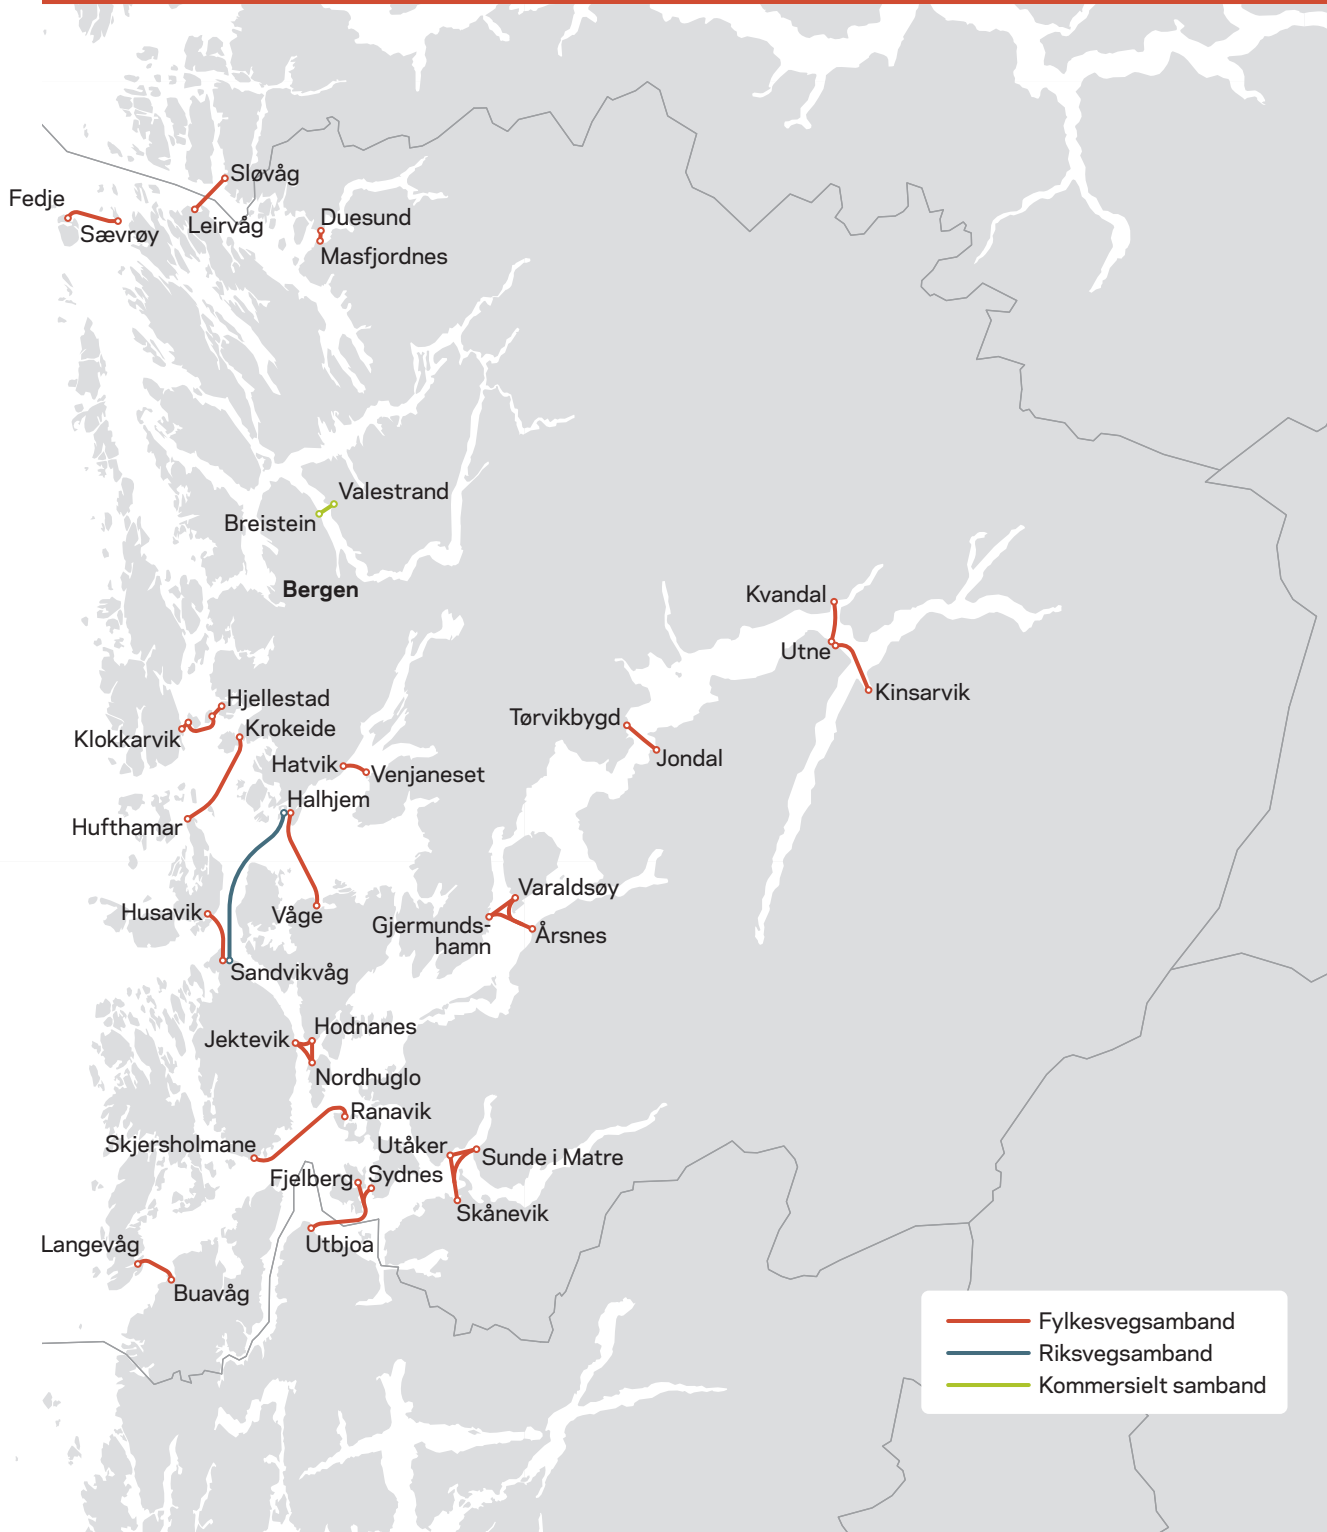 Sløvåg
Fedje
Leirvåg
Sævrøy
Duesund
Masfjordnes
Valestrand
Breistein
Bergen
Kvandal
Utne
Kinsarvik
Hjellestad
Klokkarvik
Krokeide
Tørvikbygd
Jondal
Hatvik
Venjaneset
Halhjem
Hufthamar
Varaldsøy
Husavik
Våge
Gjermunds-
hamn
Årsnes
Sandvikvåg
Hodnanes
Jektevik
Nordhuglo
Ranavik
Skjersholmane
Utåker
Sunde i Matre
Fjelberg
Sydnes
Skånevik
Utbjoa
Langevåg
Buavåg
Fylkesvegsamband
Riksvegsamband
Kommersielt samband